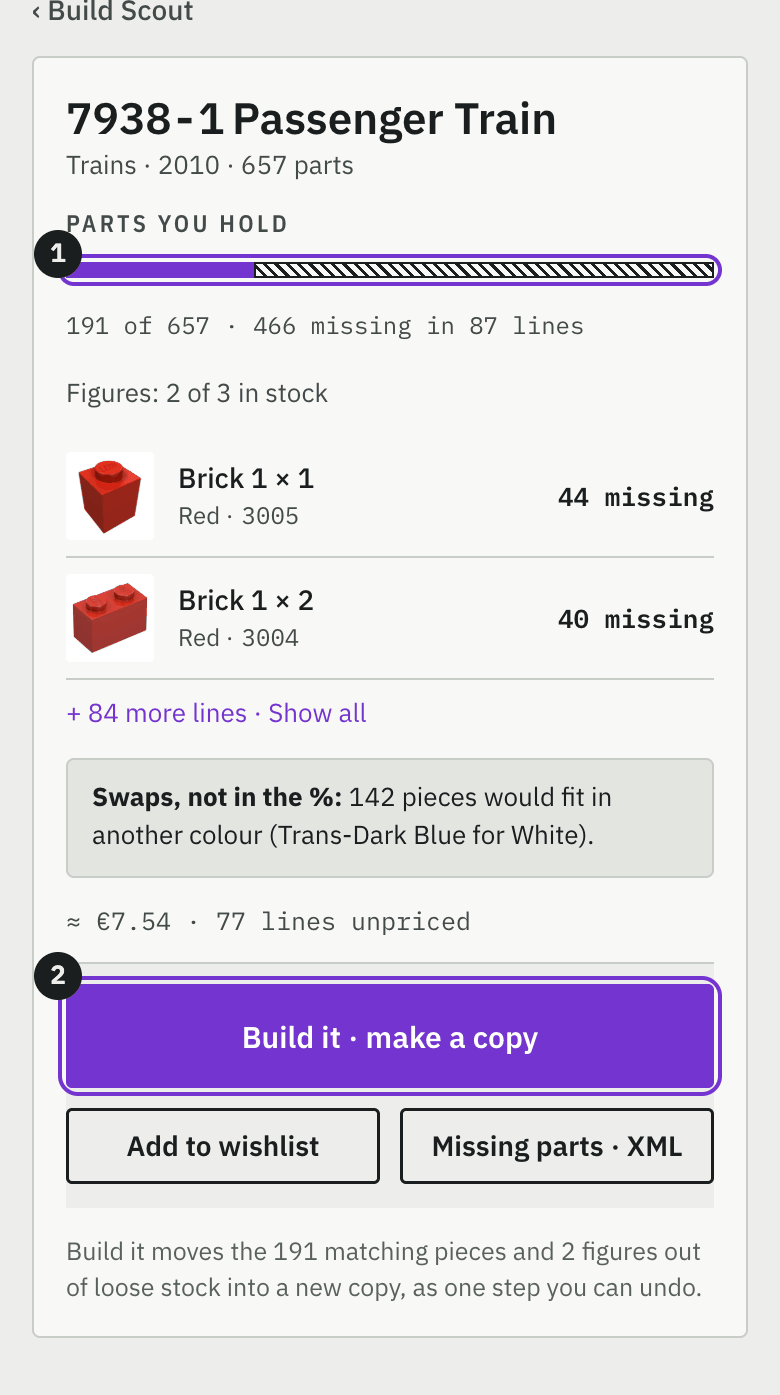 ‹ Build Scout
7938-1 Passenger Train
Trains · 2010 · 657 parts
PARTS YOU HOLD
1
191 of 657 · 466 missing in 87 lines
Figures: 2 of 3 in stock
Brick 1 × 1
Red · 3005
44 missing
Brick 1 × 2
Red · 3004
40 missing
+ 84 more lines · Show all
Swaps, not in the %: 142 pieces would fit in
another colour (Trans-Dark Blue for White).
≈ €7.54 · 77 lines unpriced
2
Build it · make a copy
Add to wishlist
Missing parts · XML
Build it moves the 191 matching pieces and 2 figures out
of loose stock into a new copy, as one step you can undo.